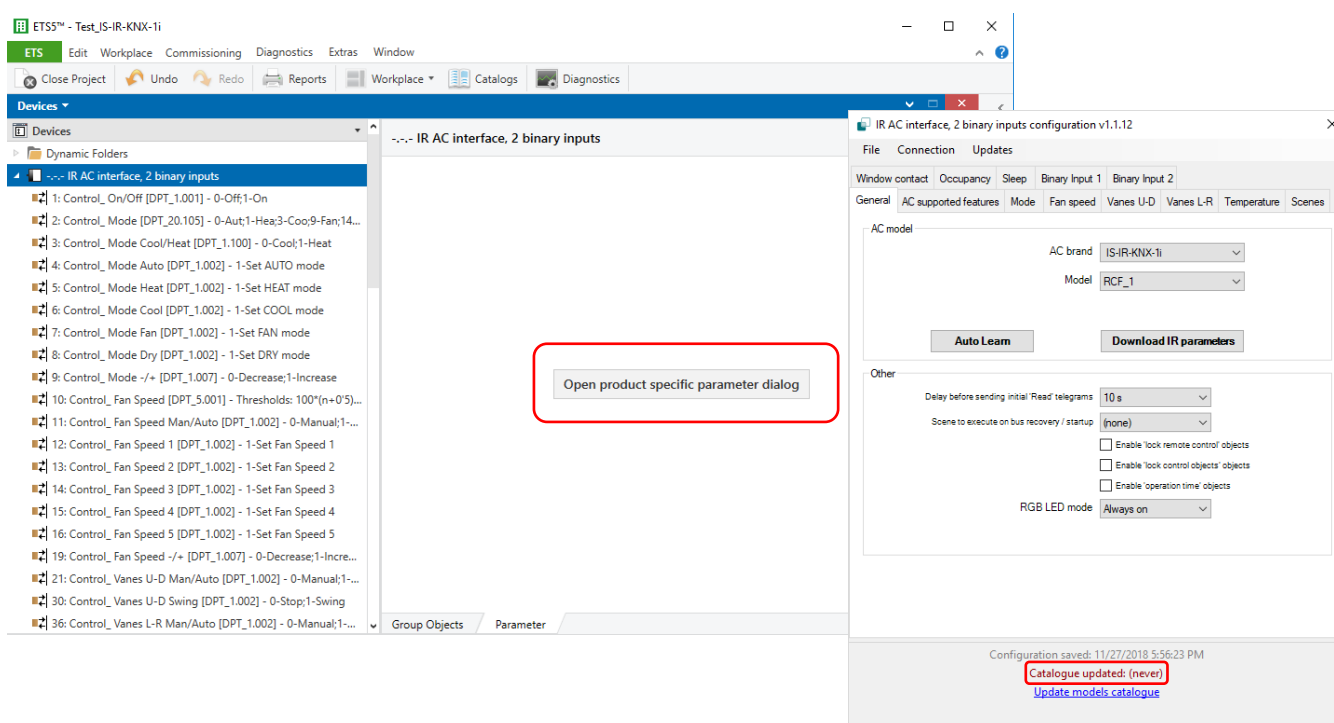 ETS5™ - Test_IS-IR-KNX-1i
ETS Edit Workplace Commissioning Diagnostics Extras Window
Close Project Undo Redo Reports Workplace Catalogs Diagnostics
Devices
Devices
Dynamic Folders
-.-.- IR AC interface, 2 binary inputs
1: Control_ On/Off [DPT_1.001] - 0-Off;1-On
2: Control_ Mode [DPT_20.105] - 0-Aut;1-Hea;3-Coo;9-Fan;14...
3: Control_ Mode Cool/Heat [DPT_1.100] - 0-Cool;1-Heat
4: Control_ Mode Auto [DPT_1.002] - 1-Set AUTO mode
5: Control_ Mode Heat [DPT_1.002] - 1-Set HEAT mode
6: Control_ Mode Cool [DPT_1.002] - 1-Set COOL mode
7: Control_ Mode Fan [DPT_1.002] - 1-Set FAN mode
8: Control_ Mode Dry [DPT_1.002] - 1-Set DRY mode
9: Control_ Mode -/+ [DPT_1.007] - 0-Decrease;1-Increase
10: Control_ Fan Speed [DPT_5.001] - Thresholds: 100*(n+0'5)...
11: Control_ Fan Speed Man/Auto [DPT_1.002] - 0-Manual;1-...
12: Control_ Fan Speed 1 [DPT_1.002] - 1-Set Fan Speed 1
13: Control_ Fan Speed 2 [DPT_1.002] - 1-Set Fan Speed 2
14: Control_ Fan Speed 3 [DPT_1.002] - 1-Set Fan Speed 3
15: Control_ Fan Speed 4 [DPT_1.002] - 1-Set Fan Speed 4
16: Control_ Fan Speed 5 [DPT_1.002] - 1-Set Fan Speed 5
19: Control_ Fan Speed -/+ [DPT_1.007] - 0-Decrease;1-Incre...
21: Control_ Vanes U-D Man/Auto [DPT_1.002] - 0-Manual;1-...
30: Control_ Vanes U-D Swing [DPT_1.002] - 0-Stop;1-Swing
36: Control_ Vanes L-R Man/Auto [DPT_1.002] - 0-Manual;1-...
-.-.- IR AC interface, 2 binary inputs
Open product specific parameter dialog
Group Objects Parameter
IR AC interface, 2 binary inputs configuration v1.1.12
File Connection Updates
Window contact Occupancy Sleep Binary Input 1 Binary Input 2
General AC supported features Mode Fan speed Vanes U-D Vanes L-R Temperature Scenes
AC model
AC brand IS-IR-KNX-1i
Model RCF_1
Auto Learn Download IR parameters
Other
Delay before sending initial 'Read' telegrams 10 s
Scene to execute on bus recovery / startup (none)
Enable 'lock remote control' objects
Enable 'lock control objects' objects
Enable 'operation time' objects
RGB LED mode Always on
Configuration saved: 11/27/2018 5:56:23 PM
Catalogue updated: (never)
Update models catalogue